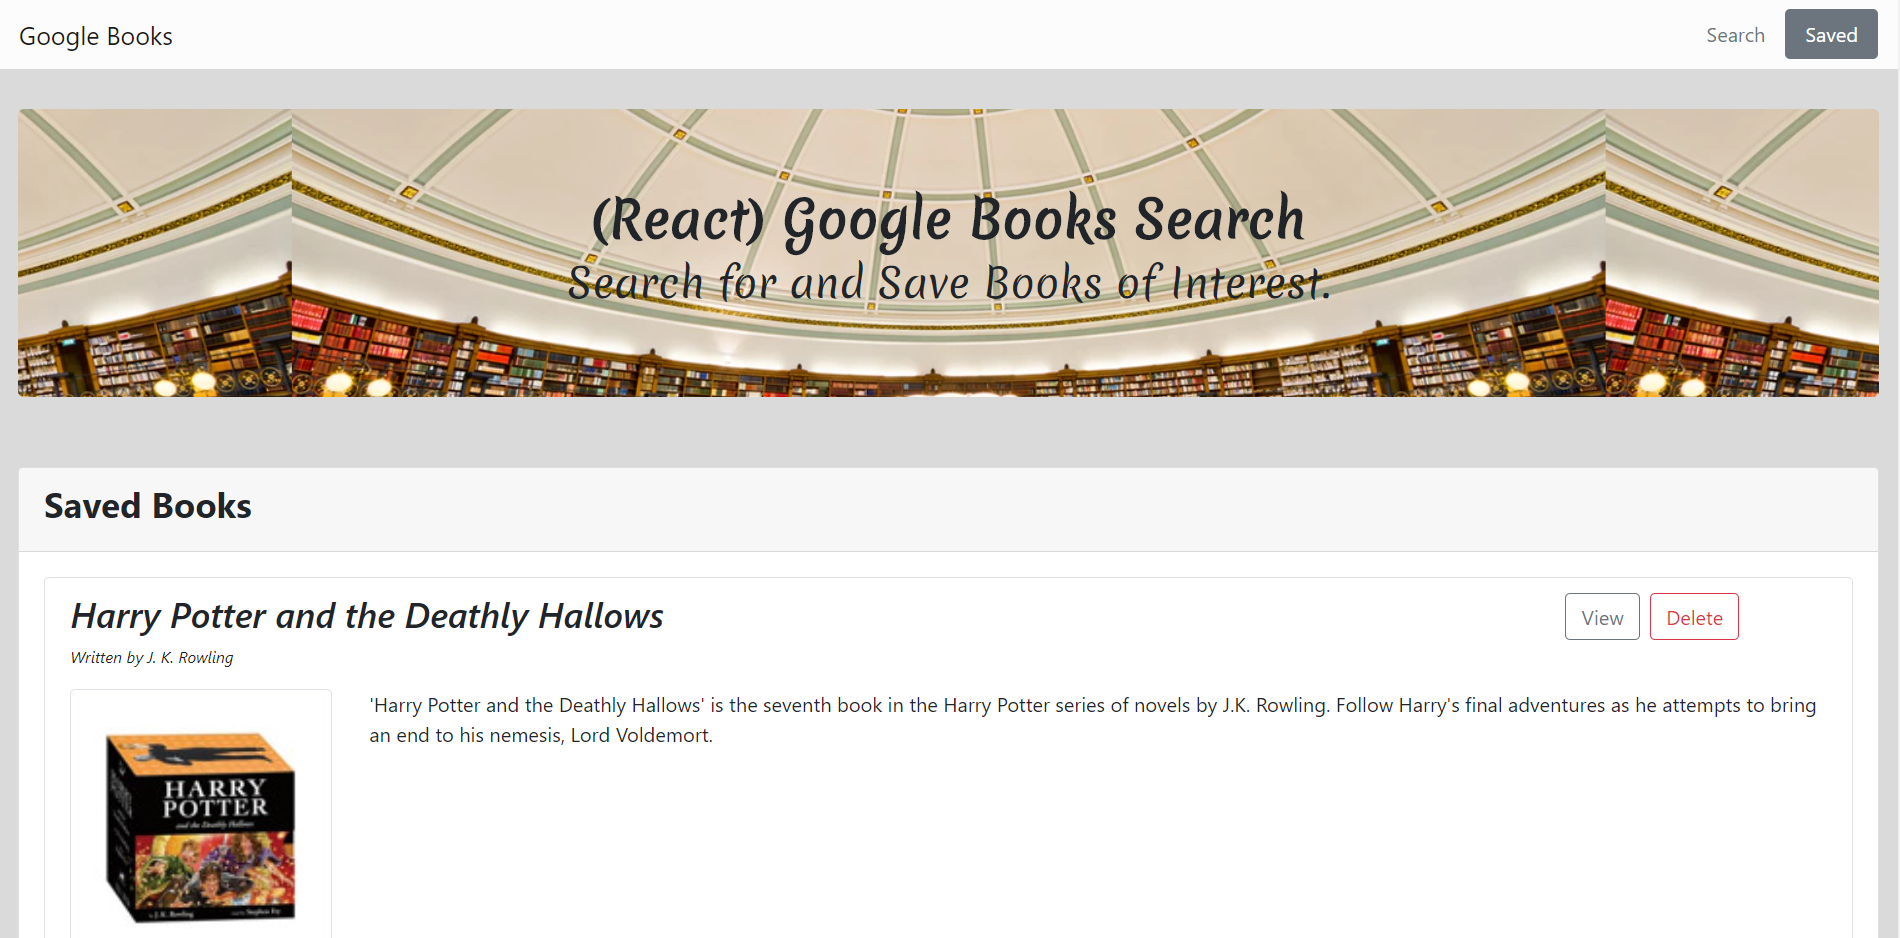 Google Books
Search
Saved
(React) Google Books Search
Search for and Save Books of Interest.
Saved Books
Harry Potter and the Deathly Hallows
View
Delete
Written by J. K. Rowling
'Harry Potter and the Deathly Hallows' is the seventh book in the Harry Potter series of novels by J.K. Rowling. Follow Harry's final adventures as he attempts to bring
an end to his nemesis, Lord Voldemort.
HARRY
POTTER
and the Deathly Hallows
J.K. Rowling
Stephen Fry